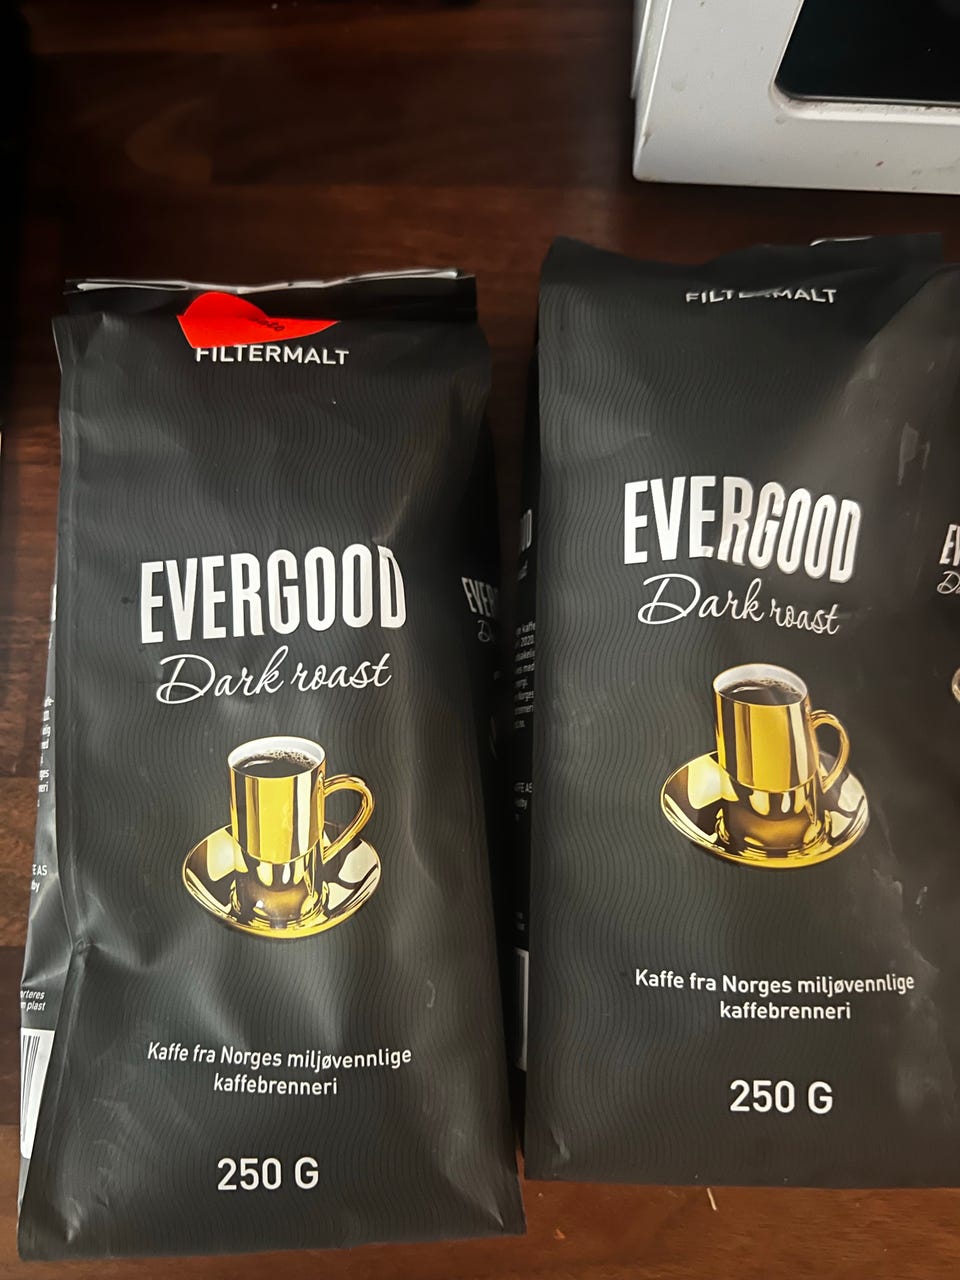 FILTERMALT
EVERGOOD
Dark roast
Kaffe fra Norges miljøvennlige
kaffebrenneri
250 G
FILTERMALT
EVERGOOD
Dark roast
Kaffe fra Norges miljøvennlige
kaffebrenneri
250 G